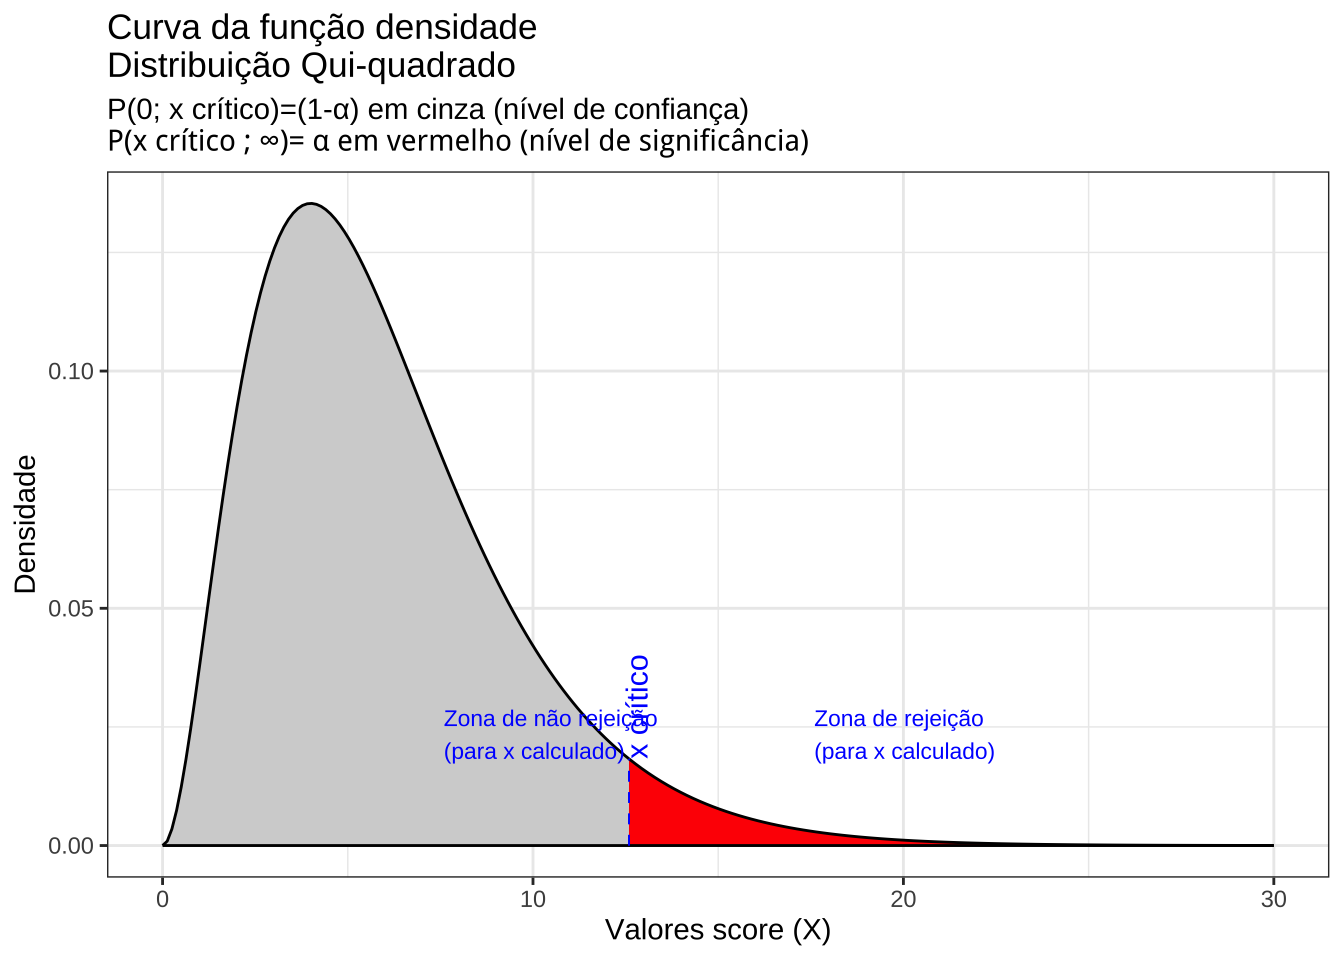 Curva da função densidade
Distribuição Qui-quadrado
P(0; x crítico)=(1-α) em cinza (nível de confiança)
P(x crítico ; ∞)= α em vermelho (nível de significância)
Densidade
0.10
0.05
0.00
x crítico
Zona de não rejeição
(para x calculado)
Zona de rejeição
(para x calculado)
0
10
20
30
Valores score (X)